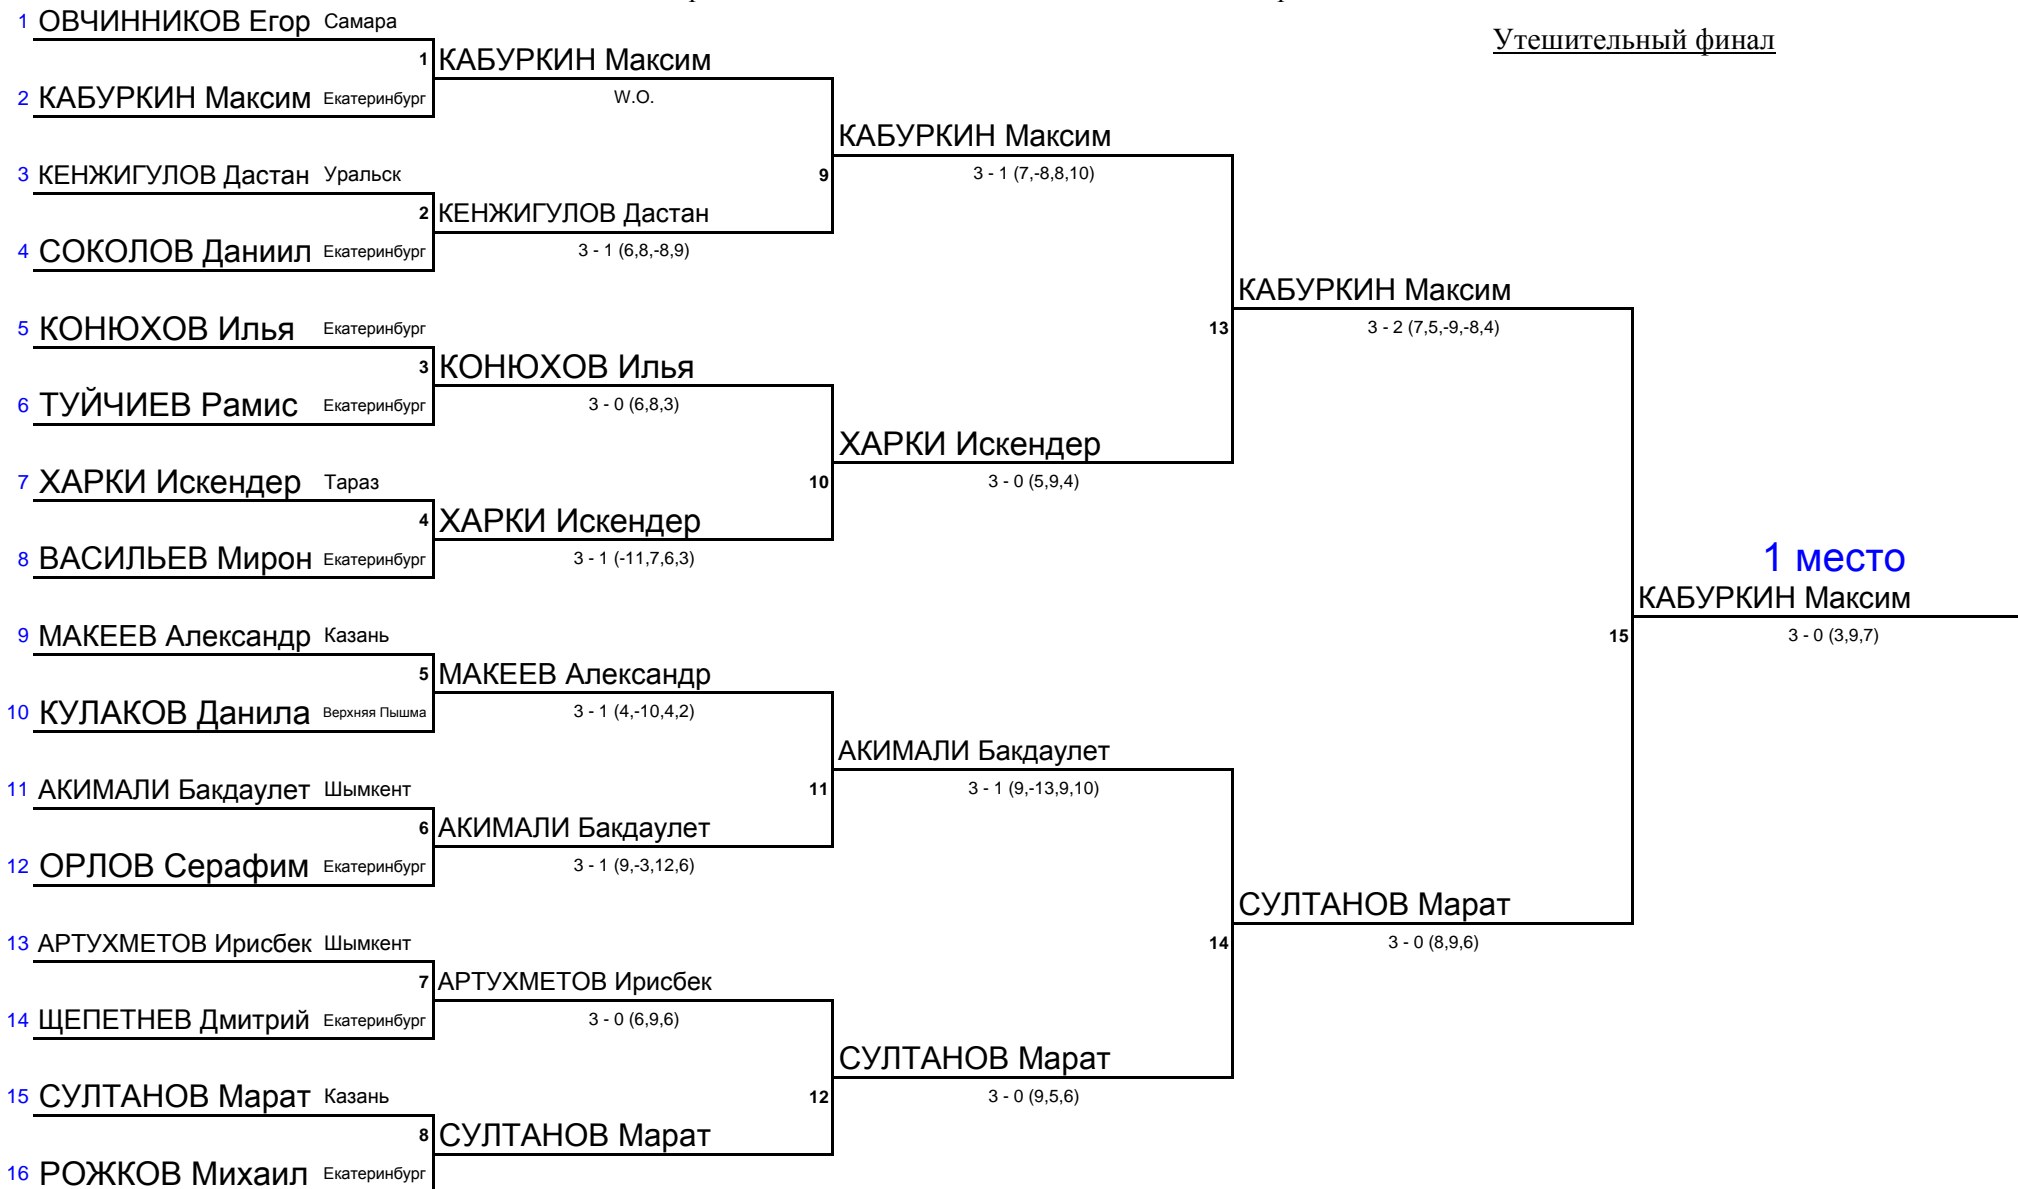 Утешительный финал
1 ОВЧИННИКОВ Егор Самара
1 КАБУРКИН Максим
2 КАБУРКИН Максим Екатеринбург
W.O.
КАБУРКИН Максим
3 КЕНЖИГУЛОВ Дастан Уральск
9
3 - 1 (7,-8,8,10)
2 КЕНЖИГУЛОВ Дастан
4 СОКОЛОВ Даниил Екатеринбург
3 - 1 (6,8,-8,9)
КАБУРКИН Максим
5 КОНЮХОВ Илья Екатеринбург
13
3 - 2 (7,5,-9,-8,4)
3 КОНЮХОВ Илья
6 ТУЙЧИЕВ Рамис Екатеринбург
3 - 0 (6,8,3)
ХАРКИ Искендер
7 ХАРКИ Искендер Тараз
10
3 - 0 (5,9,4)
4 ХАРКИ Искендер
8 ВАСИЛЬЕВ Мирон Екатеринбург
3 - 1 (-11,7,6,3)
1 место
КАБУРКИН Максим
9 МАКЕЕВ Александр Казань
15
3 - 0 (3,9,7)
5 МАКЕЕВ Александр
10 КУЛАКОВ Данила Верхняя Пышма
3 - 1 (4,-10,4,2)
АКИМАЛИ Бакдаулет
11 АКИМАЛИ Бакдаулет Шымкент
11
3 - 1 (9,-13,9,10)
6 АКИМАЛИ Бакдаулет
12 ОРЛОВ Серафим Екатеринбург
3 - 1 (9,-3,12,6)
СУЛТАНОВ Марат
13 АРТУХМЕТОВ Ирисбек Шымкент
14
3 - 0 (8,9,6)
7 АРТУХМЕТОВ Ирисбек
14 ЩЕПЕТНЕВ Дмитрий Екатеринбург
3 - 0 (6,9,6)
СУЛТАНОВ Марат
15 СУЛТАНОВ Марат Казань
12
3 - 0 (9,5,6)
8 СУЛТАНОВ Марат
16 РОЖКОВ Михаил Екатеринбург